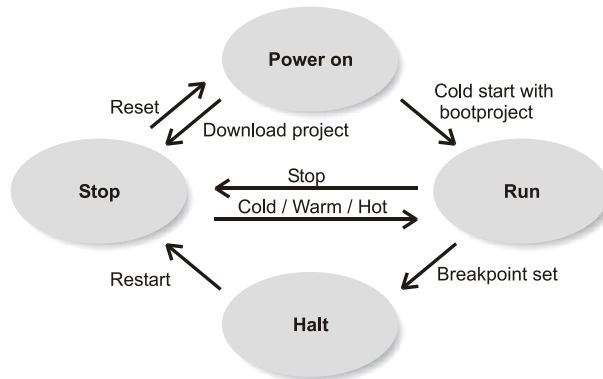 Power on
Reset
Cold start with
bootproject
Download project
Stop
Stop
Run
Cold / Warm / Hot
Restart
Breakpoint set
Halt